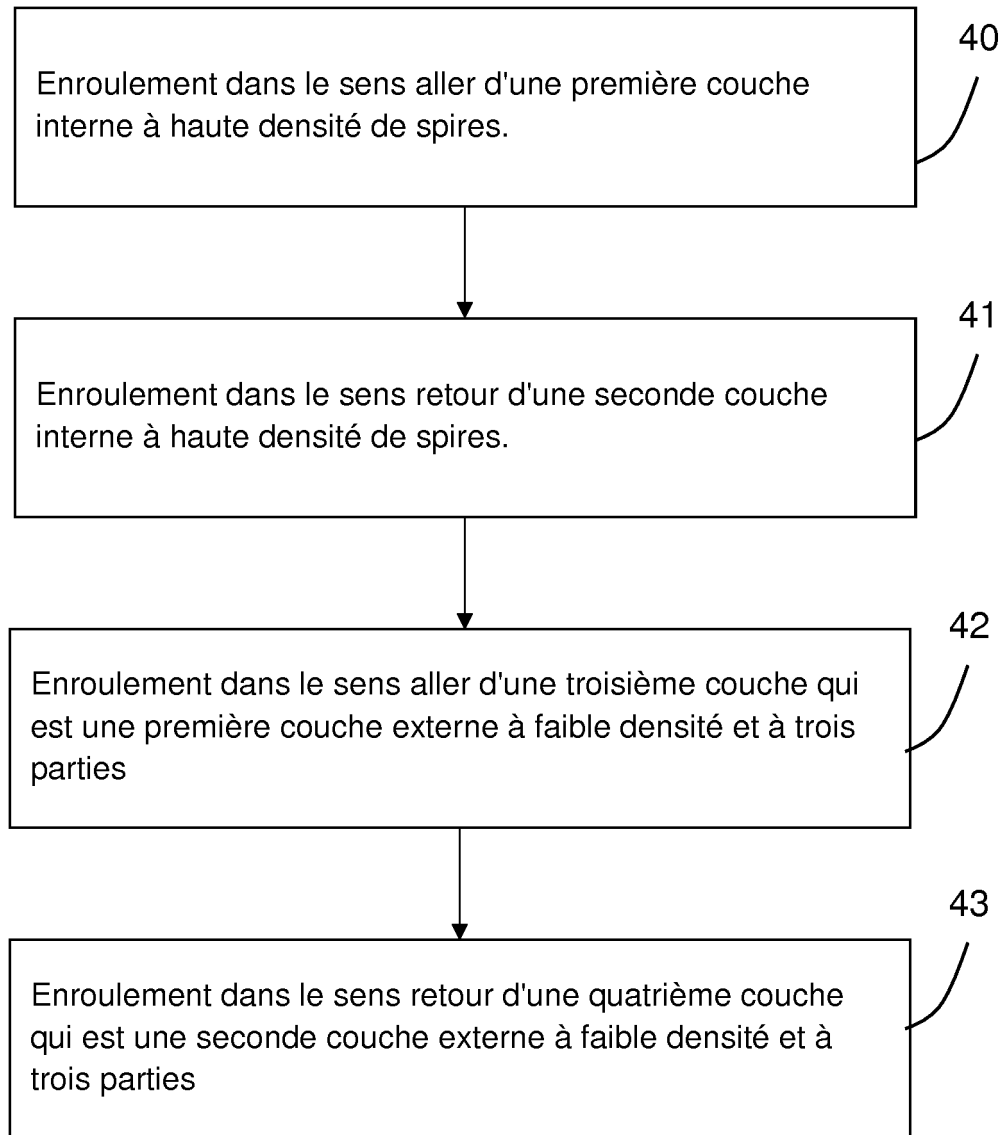 40
Enroulement dans le sens aller d'une première couche
interne à haute densité de spires.
41
Enroulement dans le sens retour d'une seconde couche
interne à haute densité de spires.
42
Enroulement dans le sens aller d'une troisième couche qui
est une première couche externe à faible densité et à trois
parties
43
Enroulement dans le sens retour d'une quatrième couche
qui est une seconde couche externe à faible densité et à
trois parties